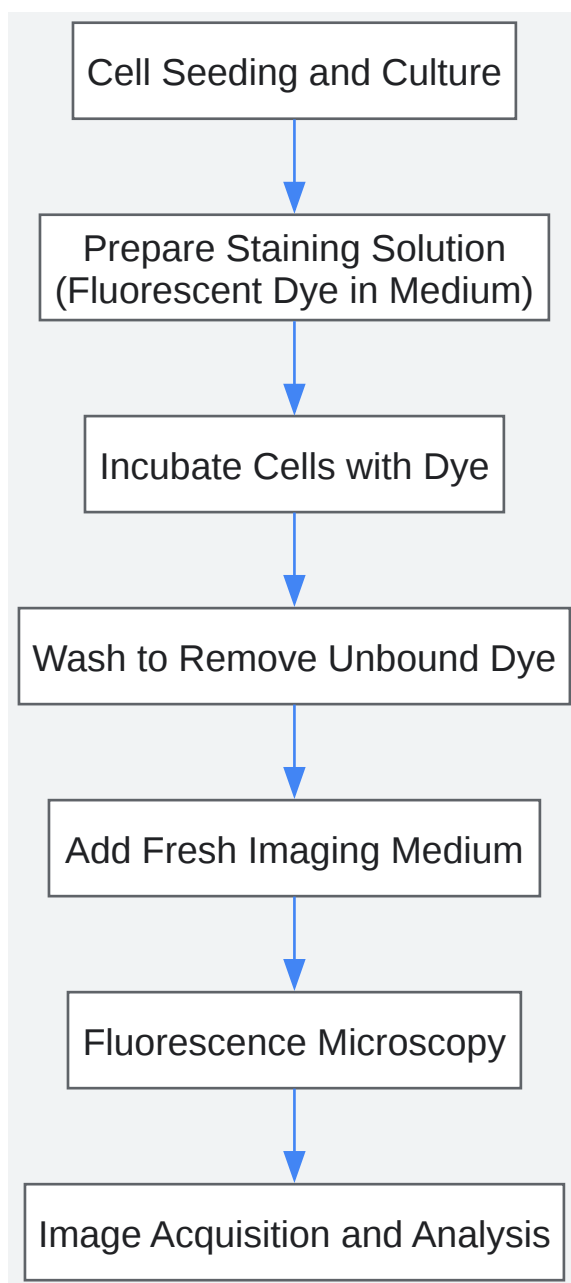 Cell Seeding and Culture
Prepare Staining Solution
(Fluorescent Dye in Medium)
Incubate Cells with Dye
Wash to Remove Unbound Dye
Add Fresh Imaging Medium
Fluorescence Microscopy
Image Acquisition and Analysis